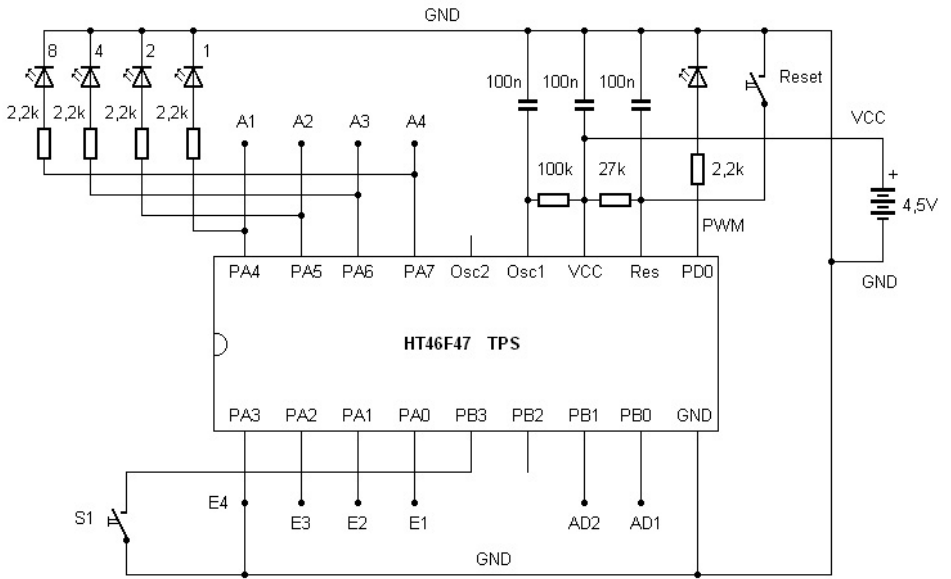 GND
8 4 2 1
100n 100n 100n
Reset
2,2k 2,2k 2,2k 2,2k
A1 A2 A3 A4
VCC
100k 27k 2,2k
+
4,5V
PWM
PA4 PA5 PA6 PA7 Osc2 Osc1 VCC Res PD0
GND
HT46F47 TPS
PA3 PA2 PA1 PA0 PB3 PB2 PB1 PB0 GND
E4
S1
E3 E2 E1 AD2 AD1
GND